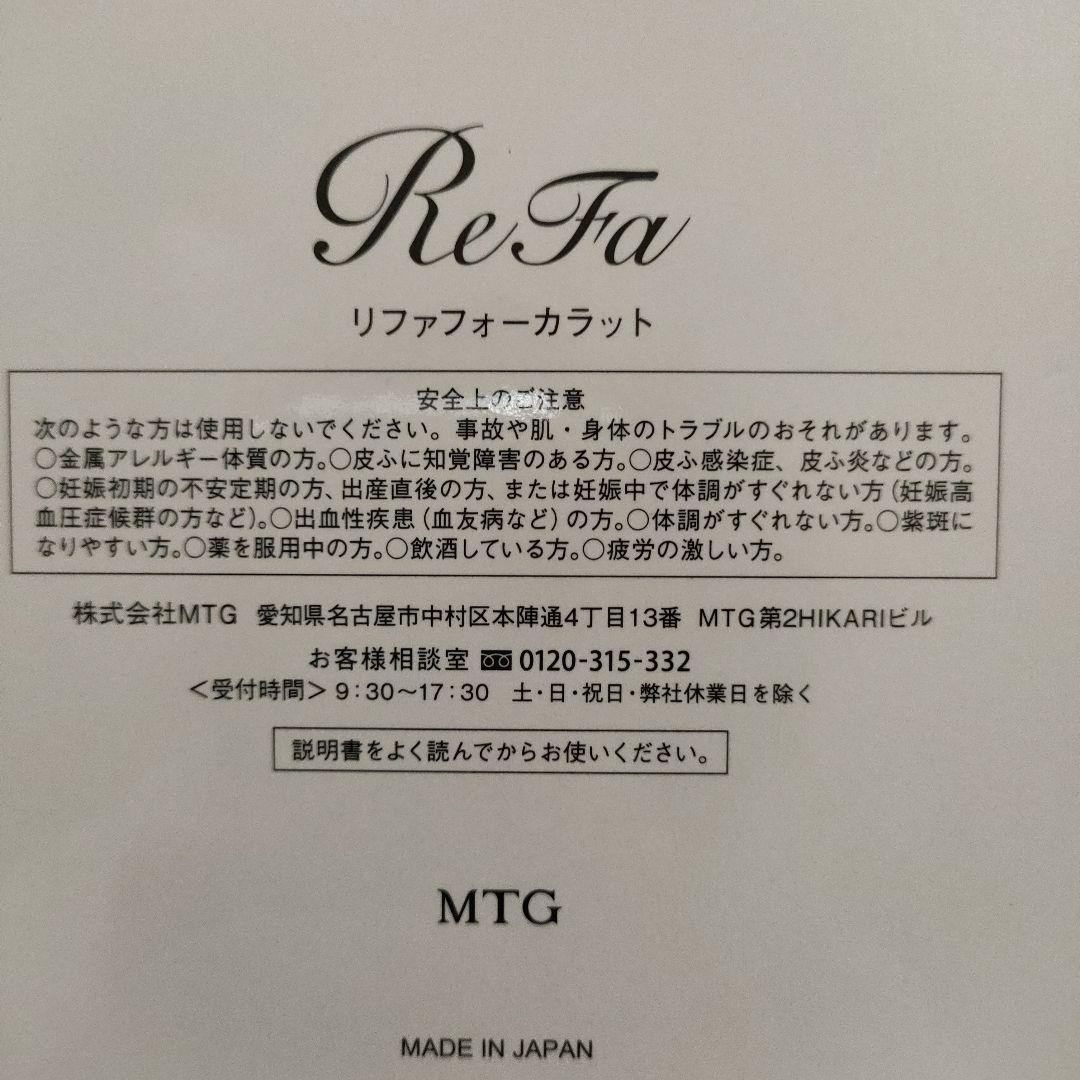 ReFa
リファフォーカラット
安全上のご注意
次のような方は使用しないでください。事故や肌・身体のトラブルのおそれがあります。
○金属アレルギー体質の方。○皮ふに知覚障害のある方。○皮ふ感染症、皮ふ炎などの方。
○妊娠初期の不安定期の方、出産直後の方、または妊娠中で体調がすぐれない方（妊娠高
血圧症候群の方など）。○出血性疾患（血友病など）の方。○体調がすぐれない方。○紫斑に
なりやすい方。○薬を服用中の方。○飲酒している方。○疲労の激しい方。
株式会社MTG 愛知県名古屋市中村区本陣通4丁目13番 MTG第2HIKARIビル
お客様相談室 0120-315-332
＜受付時間＞9：30〜17：30 土・日・祝日・弊社休業日を除く
説明書をよく読んでからお使いください。
MTG
MADE IN JAPAN